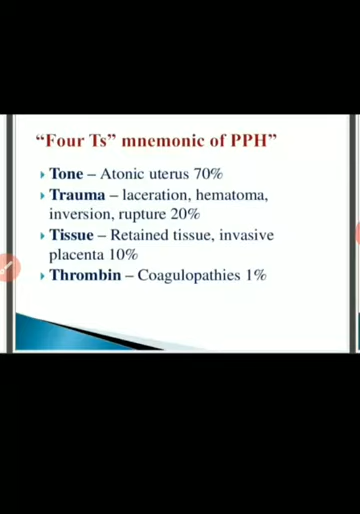 “Four Ts” mnemonic of PPH”
Tone – Atonic uterus 70%
Trauma – laceration, hematoma,
inversion, rupture 20%
Tissue – Retained tissue, invasive
placenta 10%
Thrombin – Coagulopathies 1%